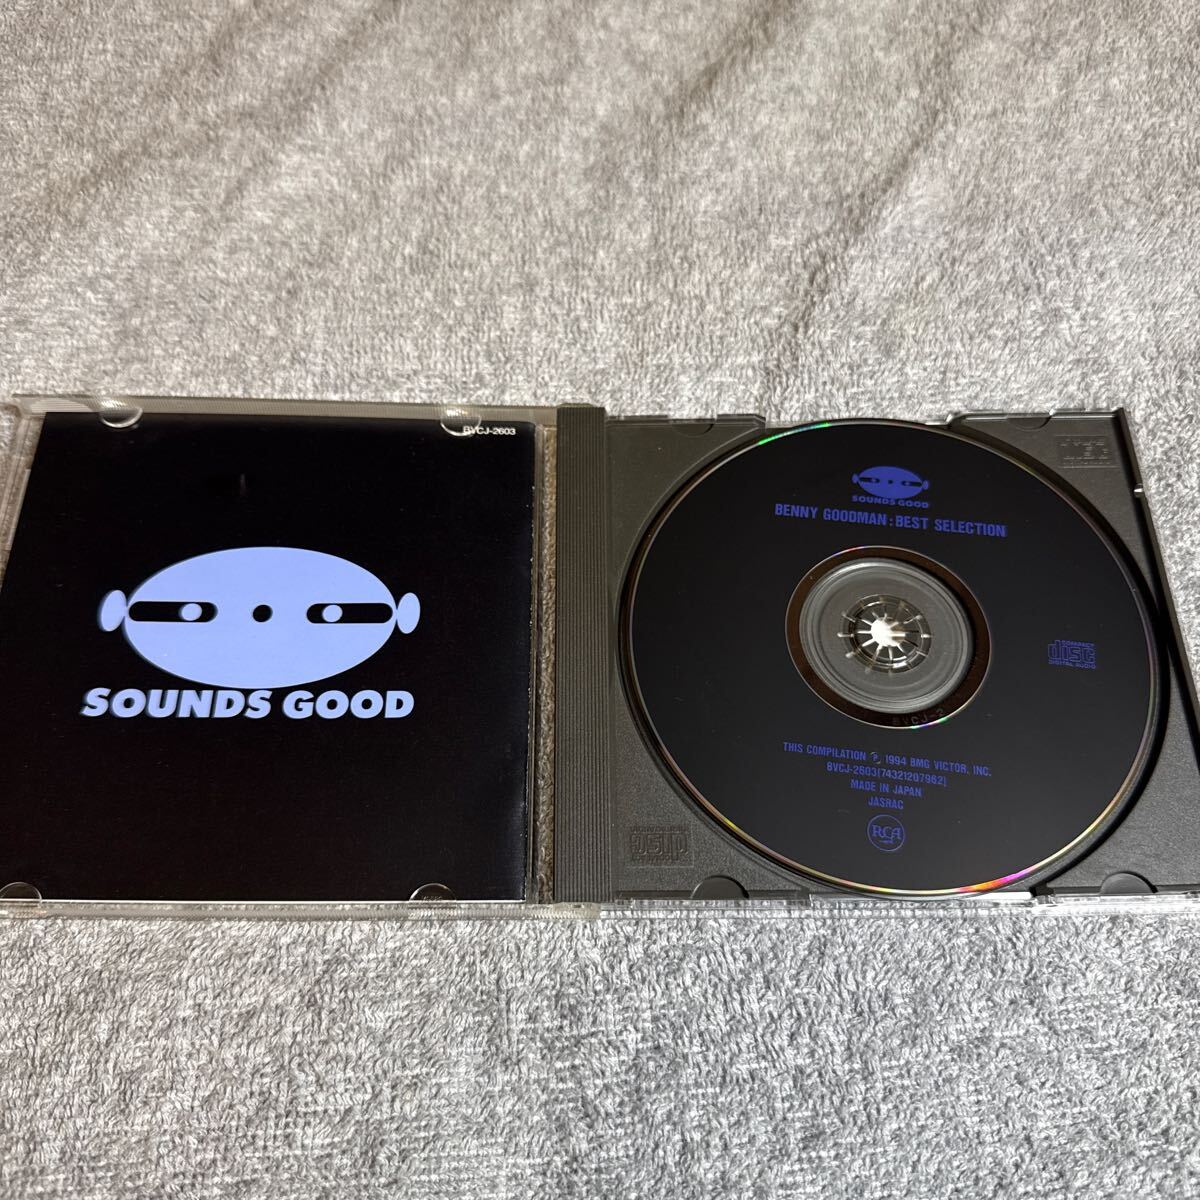 BVCJ-2603
SOUNDS GOOD
SOUNDS GOOD
BENNY GOODMAN:BEST SELECTION
COMPACT
disc
DIGITAL AUDIO
THIS COMPILATION ℗ 1994 BMG VICTOR, INC.
BVCJ-2603(74321207962)
MADE IN JAPAN
JASRAC
RCA